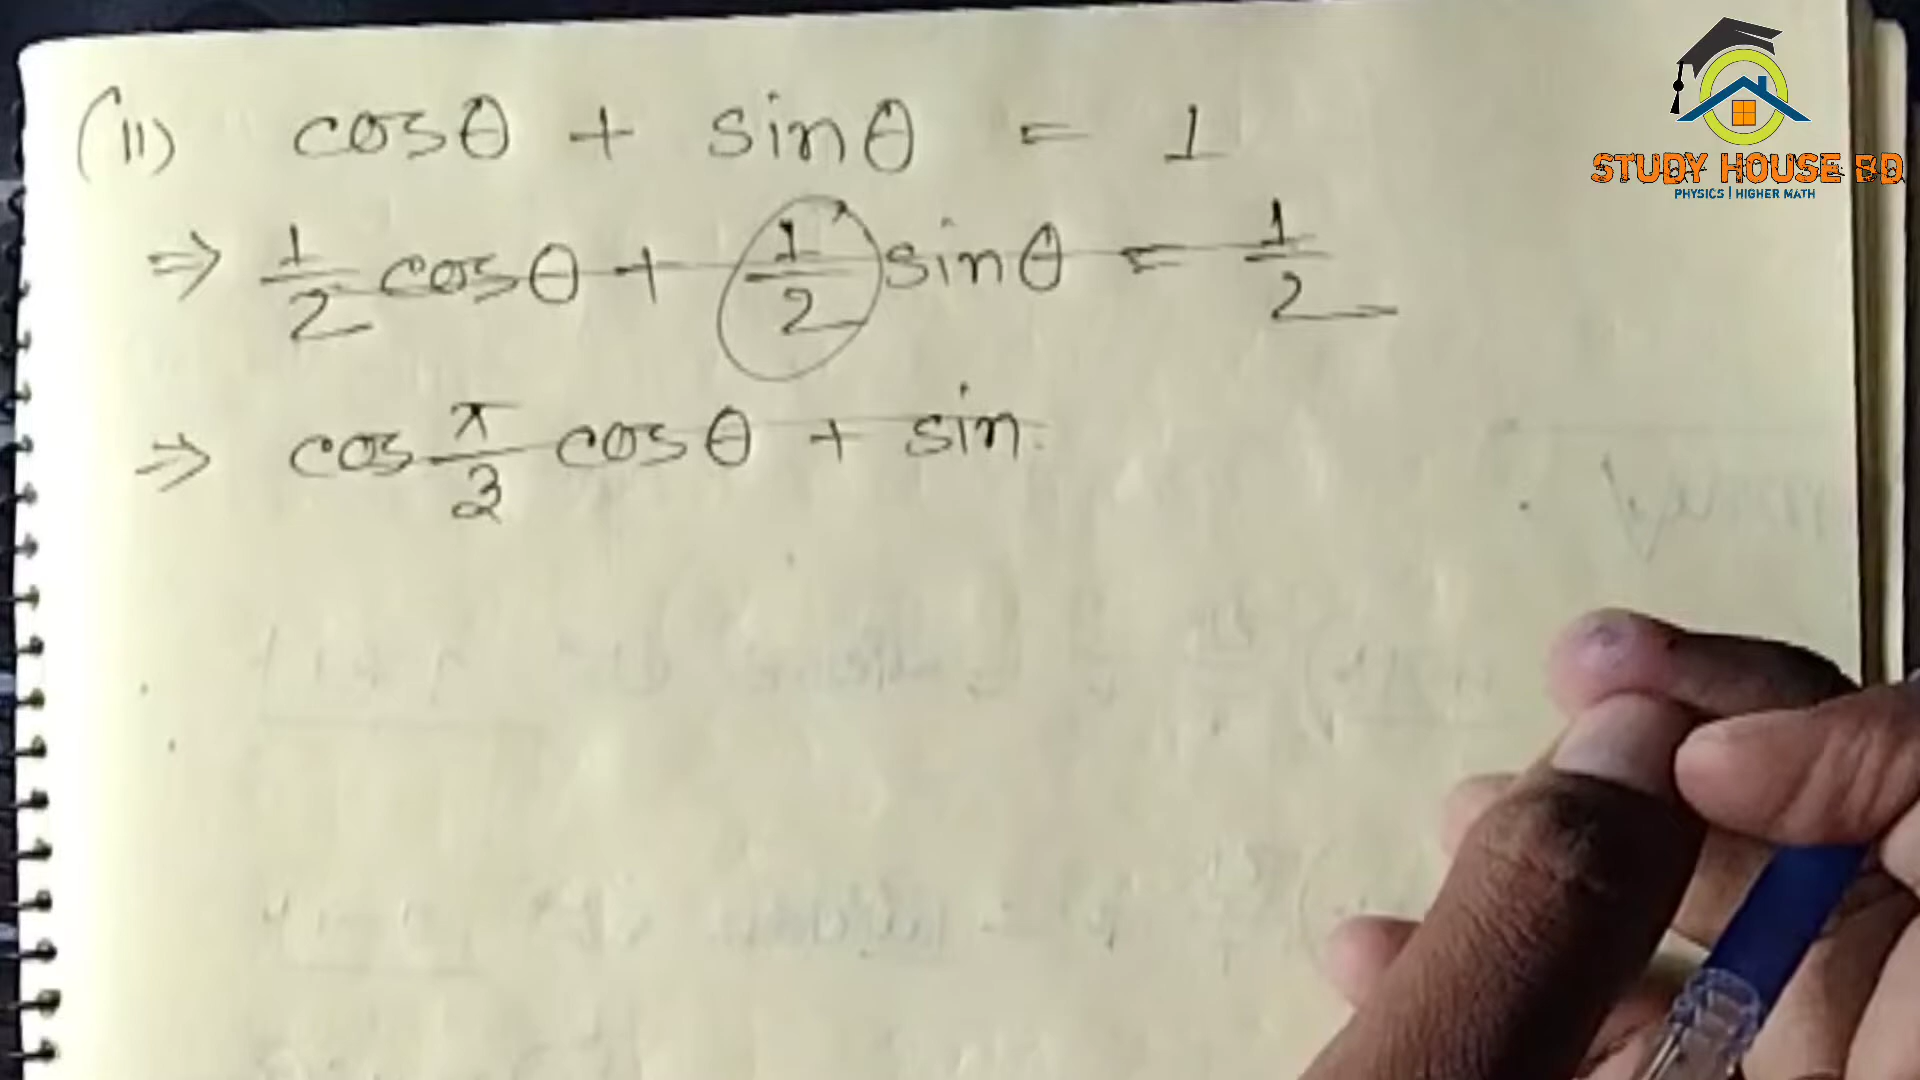 (11) cosθ + sinθ = 1
⇒ 1/2 cosθ + 1/2 sinθ = 1/2
⇒ cos π/3 cosθ + sin
STUDY HOUSE BD
PHYSICS | HIGHER MATH